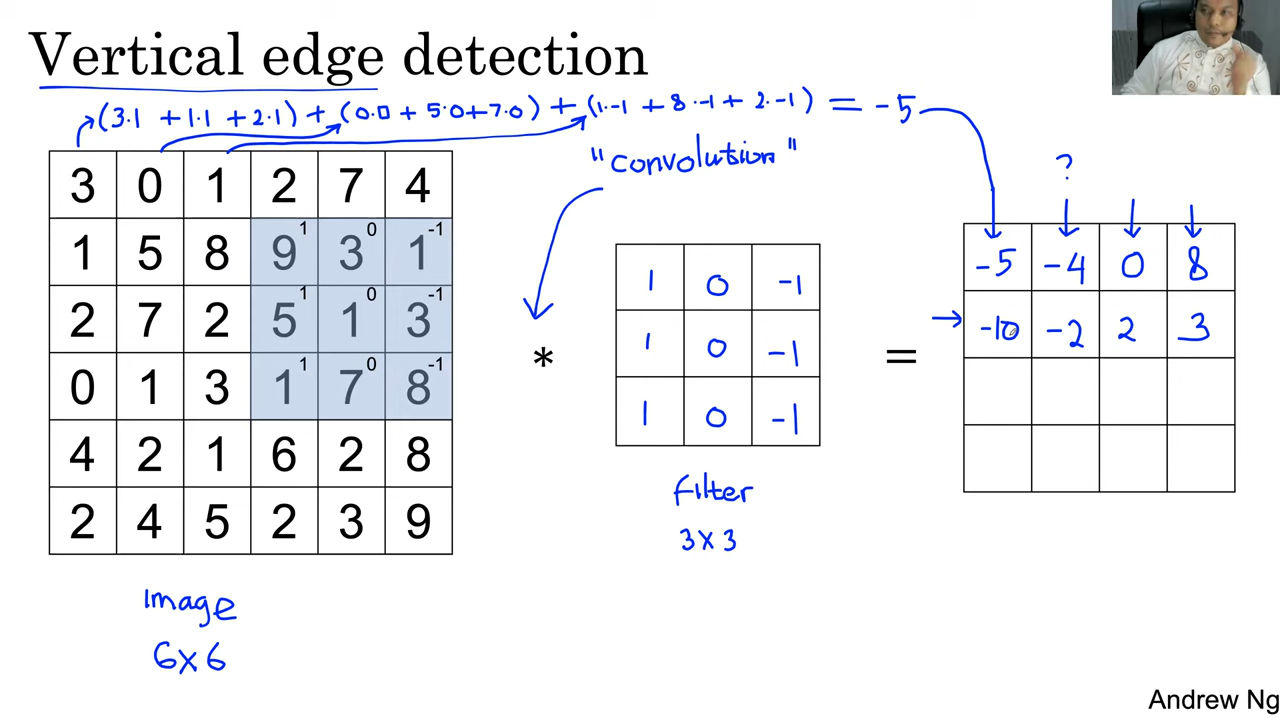 Vertical edge detection
(3.1 + 1.1 + 2.1) + (0.0 + 5.0+7.0) + (1.-1 + 8.-1 + 2.-1) = -5
"convolution"
?
3 0 1 2 7 4
1 5 8 9 1 3 0 1 -1
2 7 2 5 1 1 0 3 -1
0 1 3 1 1 7 0 8 -1
4 2 1 6 2 8
2 4 5 2 3 9
Image
6x6
*
1 0 -1
1 0 -1
1 0 -1
filter
3x3
=
-5 -4 0 8
-10 -2 2 3
Andrew Ng